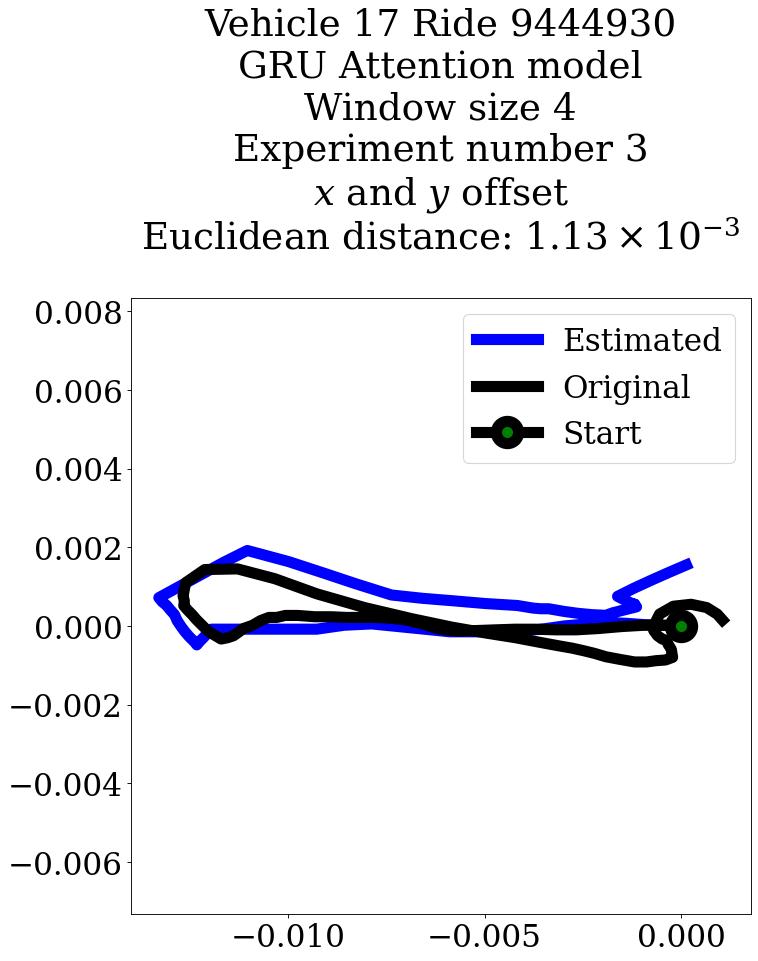 Vehicle 17 Ride 9444930
GRU Attention model
Window size 4
Experiment number 3
x and y offset
Euclidean distance: 1.13 × 10⁻³
Estimated
Original
Start
0.008
0.006
0.004
0.002
0.000
−0.002
−0.004
−0.006
−0.010 −0.005 0.000